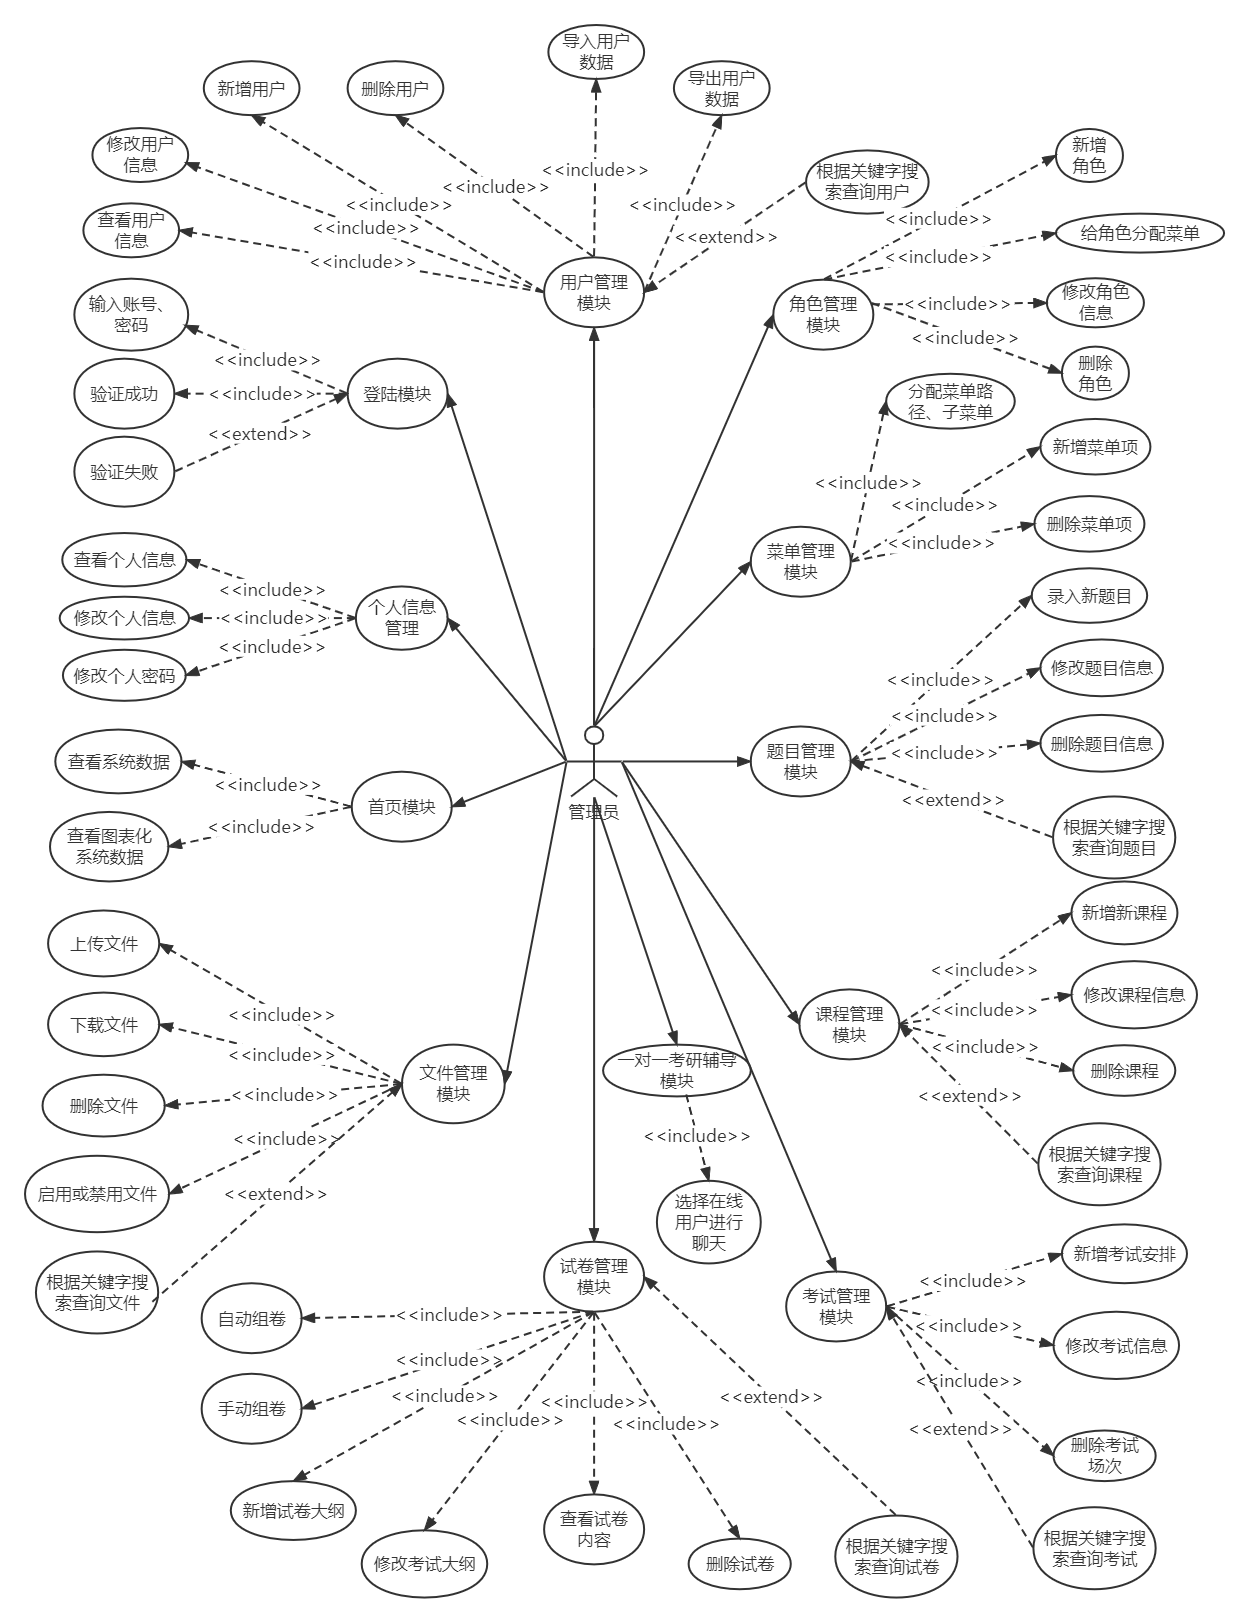 导入用户
数据
新增用户
删除用户
导出用户
数据
修改用户
信息
<<include>>
<<include>>
根据关键字搜
索查询用户
新增
角色
<<include>>
<<include>>
<<include>>
查看用户
信息
<<include>>
<<extend>>
<<include>>
给角色分配菜单
<<include>>
<<include>>
用户管理
模块
输入账号、
密码
角色管理
模块
<<include>>
修改角色
信息
<<include>>
<<include>>
删除
角色
验证成功
<<include>>
登陆模块
分配菜单路
径、子菜单
<<extend>>
验证失败
新增菜单项
<<include>>
<<include>>
删除菜单项
<<include>>
查看个人信息
菜单管理
模块
<<include>>
录入新题目
修改个人信息
<<include>>
个人信息
管理
<<include>>
修改个人密码
<<include>>
修改题目信息
<<include>>
查看系统数据
题目管理
模块
<<include>>
删除题目信息
<<include>>
首页模块
管理员
<<extend>>
<<include>>
查看图表化
系统数据
根据关键字搜
索查询题目
上传文件
新增新课程
<<include>>
下载文件
<<include>>
课程管理
模块
<<include>>
修改课程信息
<<include>>
<<include>>
一对一考研辅导
模块
删除课程
文件管理
模块
删除文件
<<include>>
<<extend>>
<<include>>
<<include>>
根据关键字搜
索查询课程
启用或禁用文件
<<extend>>
选择在线
用户进行
聊天
根据关键字搜
索查询文件
试卷管理
模块
新增考试安排
<<include>>
考试管理
模块
自动组卷
<<include>>
<<include>>
修改考试信息
<<include>>
<<include>>
手动组卷
<<include>>
<<include>>
<<include>>
<<include>>
<<extend>>
<<extend>>
删除考试
场次
新增试卷大纲
查看试卷
内容
修改考试大纲
删除试卷
根据关键字搜
索查询试卷
根据关键字搜
索查询考试